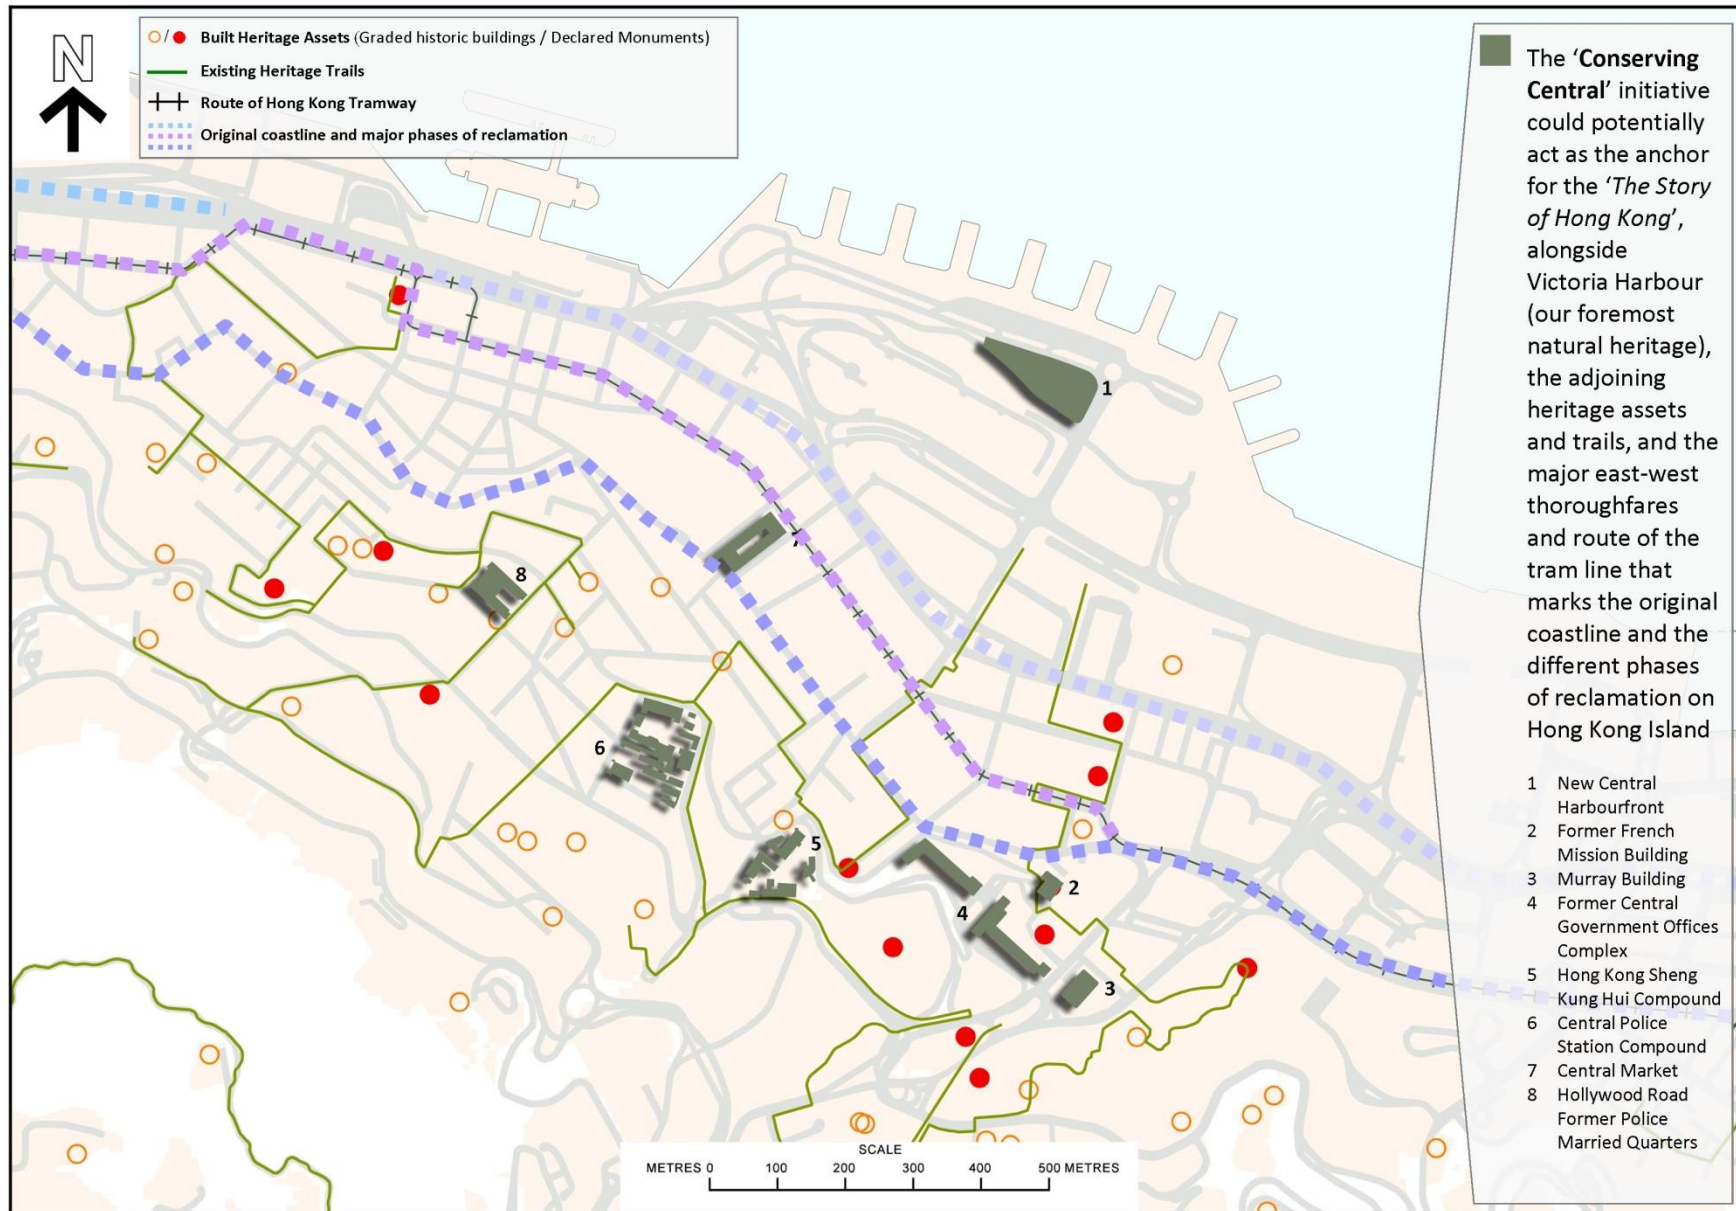 N
○ / ● Built Heritage Assets (Graded historic buildings / Declared Monuments)
Existing Heritage Trails
Route of Hong Kong Tramway
Original coastline and major phases of reclamation
The ‘Conserving
Central’ initiative
could potentially
act as the anchor
for the ‘The Story
of Hong Kong’,
alongside
Victoria Harbour
(our foremost
natural heritage),
the adjoining
heritage assets
and trails, and the
major east-west
thoroughfares
and route of the
tram line that
marks the original
coastline and the
different phases
of reclamation on
Hong Kong Island
1 New Central
Harbourfront
2 Former French
Mission Building
3 Murray Building
4 Former Central
Government Offices
Complex
5 Hong Kong Sheng
Kung Hui Compound
6 Central Police
Station Compound
7 Central Market
8 Hollywood Road
Former Police
Married Quarters
1
7
8
6
5
2
4
3
SCALE
METRES 0 100 200 300 400 500 METRES